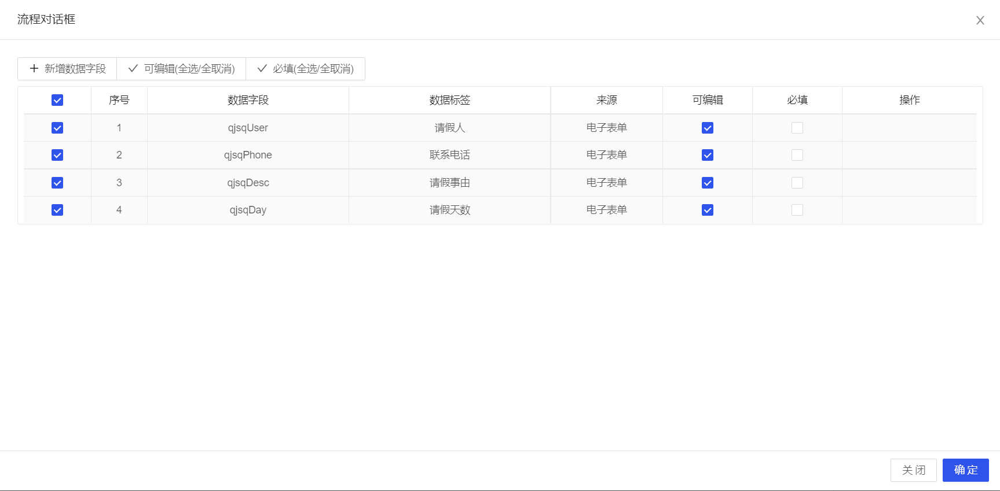 流程对话框
新增数据字段 可编辑(全选/全取消) 必填(全选/全取消)
序号 数据字段 数据标签 来源 可编辑 必填 操作
1 qjsqUser 请假人 电子表单
2 qjsqPhone 联系电话 电子表单
3 qjsqDesc 请假事由 电子表单
4 qjsqDay 请假天数 电子表单
关闭 确定